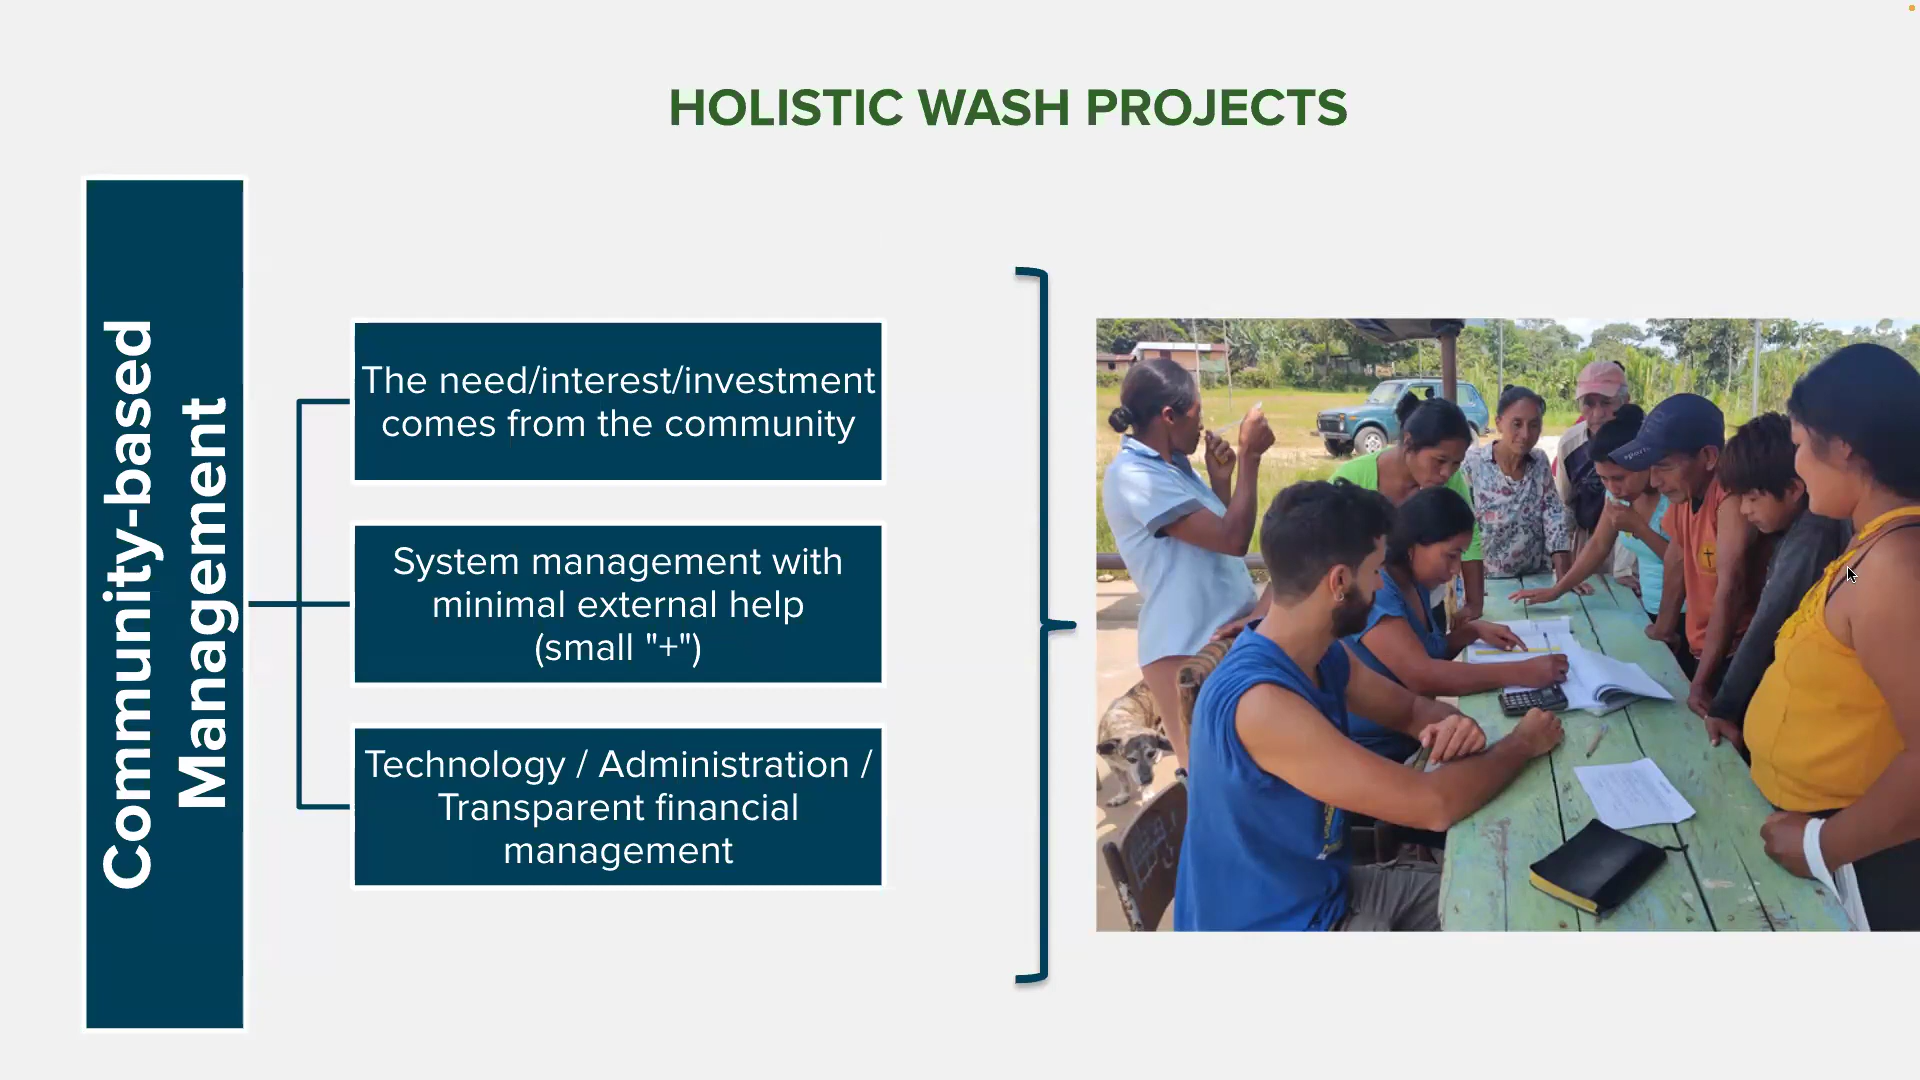 HOLISTIC WASH PROJECTS
Community-based
Management
The need/interest/investment
comes from the community
System management with
minimal external help
(small "+")
Technology / Administration /
Transparent financial
management
sports